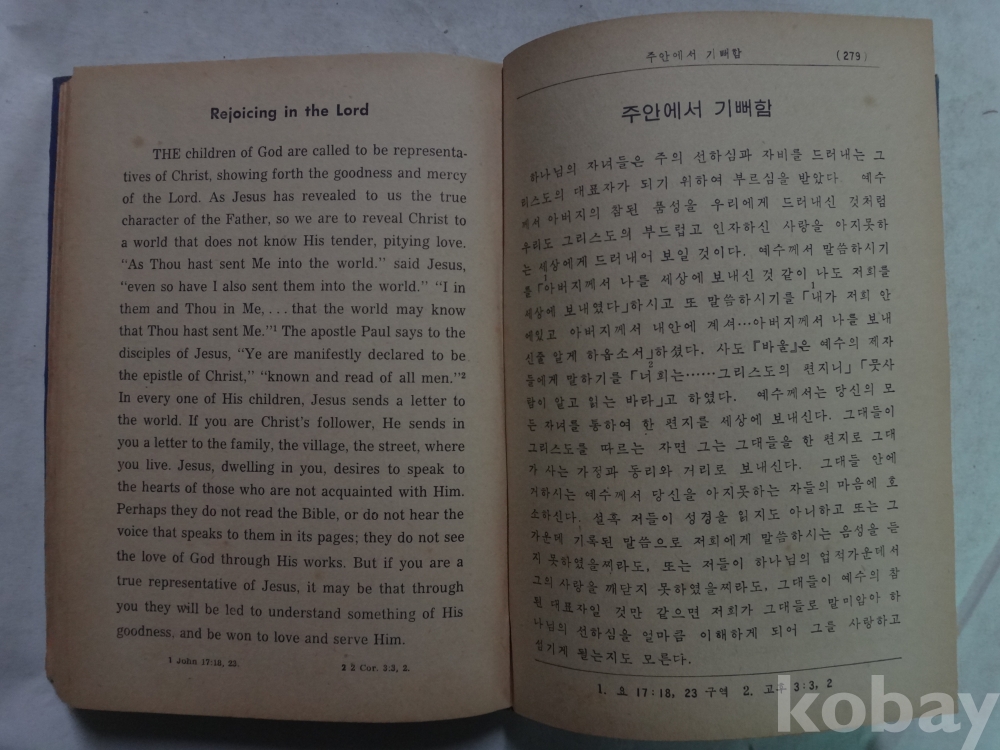 Rejoicing in the Lord
THE children of God are called to be representa-
tives of Christ, showing forth the goodness and mercy
of the Lord. As Jesus has revealed to us the true
character of the Father, so we are to reveal Christ to
a world that does not know His tender, pitying love.
"As Thou hast sent Me into the world." said Jesus,
"even so have I also sent them into the world." "I in
them and Thou in Me,... that the world may know
that Thou hast sent Me."¹ The apostle Paul says to the
disciples of Jesus, "Ye are manifestly declared to be
the epistle of Christ," "known and read of all men."²
In every one of His children, Jesus sends a letter to
the world. If you are Christ's follower, He sends in
you a letter to the family, the village, the street, where
you live. Jesus, dwelling in you, desires to speak to
the hearts of those who are not acquainted with Him.
Perhaps they do not read the Bible, or do not hear the
voice that speaks to them in its pages; they do not see
the love of God through His works. But if you are a
true representative of Jesus, it may be that through
you they will be led to understand something of His
goodness, and be won to love and serve Him.
1 John 17:18, 23. 2 2 Cor. 3:3, 2.
주안에서 기뻐함 (279)
주안에서 기뻐함
하나님의 자녀들은 주의 선하심과 자비를 드러내는 그
리스도의 대표자가 되기 위하여 부르심을 받았다. 예수
께서 아버지의 참된 품성을 우리에게 드러내신 것처럼
우리도 그리스도의 부드럽고 인자하신 사랑을 아지못하
는 세상에게 드러내어 보일 것이다. 예수께서 말씀하시기
를「아버지께서 나를 세상에 보내신 것 같이 나도 저희를
세상에 보내였다」하시고 또 말씀하시기를「내가 저희 안
에있고 아버지께서 내안에 계셔…아버지께서 나를 보내
신줄 알게 하옵소서」하셨다. 사도『바울』은 예수의 제자
들에게 말하기를「너희는……그리스도의 편지니」「뭇사
람이 알고 읽는 바라」고 하였다. 예수께서는 당신의 모
든 자녀를 통하여 한 편지를 세상에 보내신다. 그대들이
그리스도를 따르는 자면 그는 그대들을 한 편지로 그대
가 사는 가정과 동리와 거리로 보내신다. 그대들 안에
거하시는 예수께서 당신을 아지못하는 자들의 마음에 호
소하신다. 설혹 저들이 성경을 읽지도 아니하고 또는 그
가운데 기록된 말씀으로 저희에게 말씀하시는 음성을 듣
지 못하였을찌라도, 또는 저들이 하나님의 업적가운데서
그의 사랑을 깨닫지 못하였을찌라도, 그대들이 예수의 참
된 대표자일 것만 같으면 저희가 그대들로 말미암아 하
나님의 선하심을 얼마큼 이해하게 되어 그를 사랑하고
섬기게 될는지도 모른다.
1. 요 17:18, 23 구역 2. 고후 3:3, 2
kobay